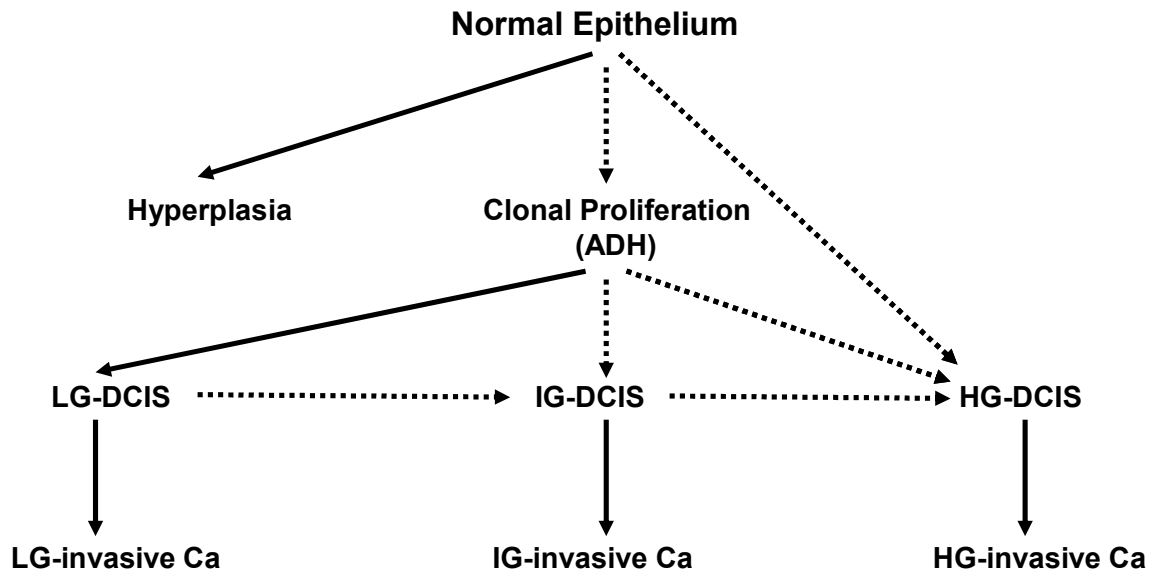 Normal Epithelium
Hyperplasia
Clonal Proliferation
(ADH)
LG-DCIS
IG-DCIS
HG-DCIS
LG-invasive Ca
IG-invasive Ca
HG-invasive Ca